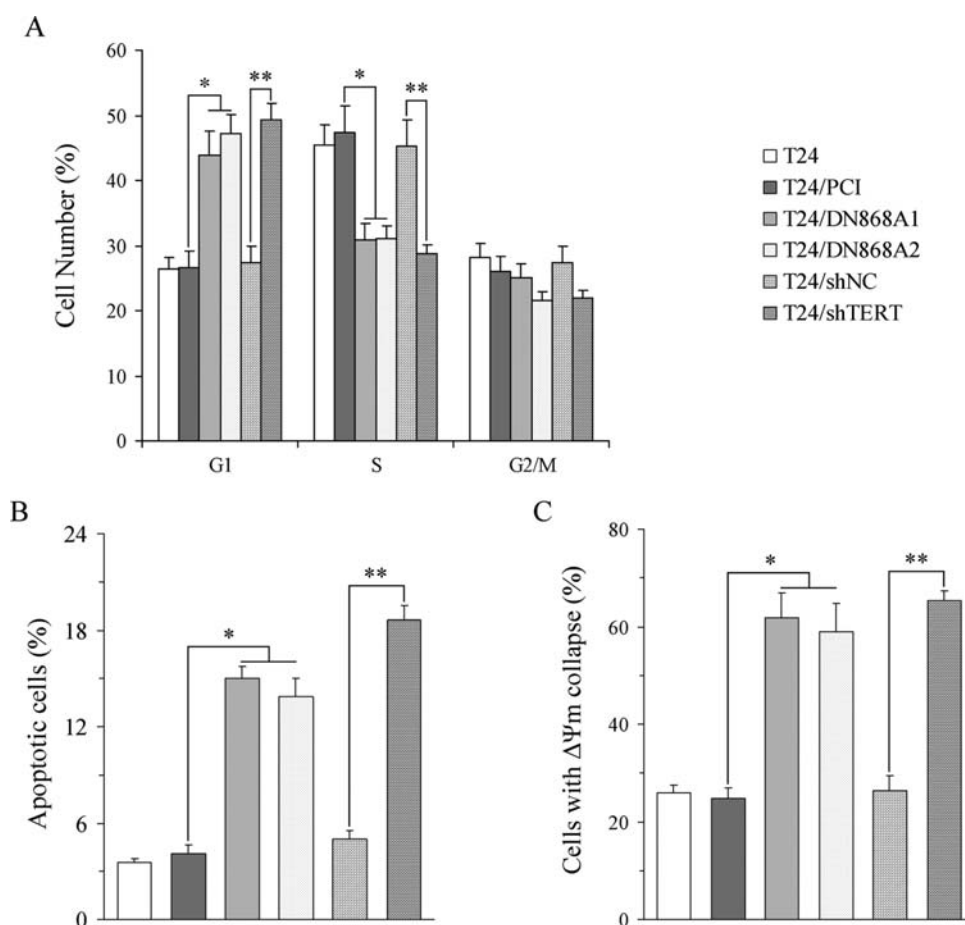 A
60
50
40
30
20
10
0
Cell Number (%)
*
**
*
**
G1
S
G2/M
T24
T24/PCI
T24/DN868A1
T24/DN868A2
T24/shNC
T24/shTERT
B
24
18
12
6
0
Apoptotic cells (%)
*
**
C
80
60
40
20
0
Cells with ΔΨm collapse (%)
*
**